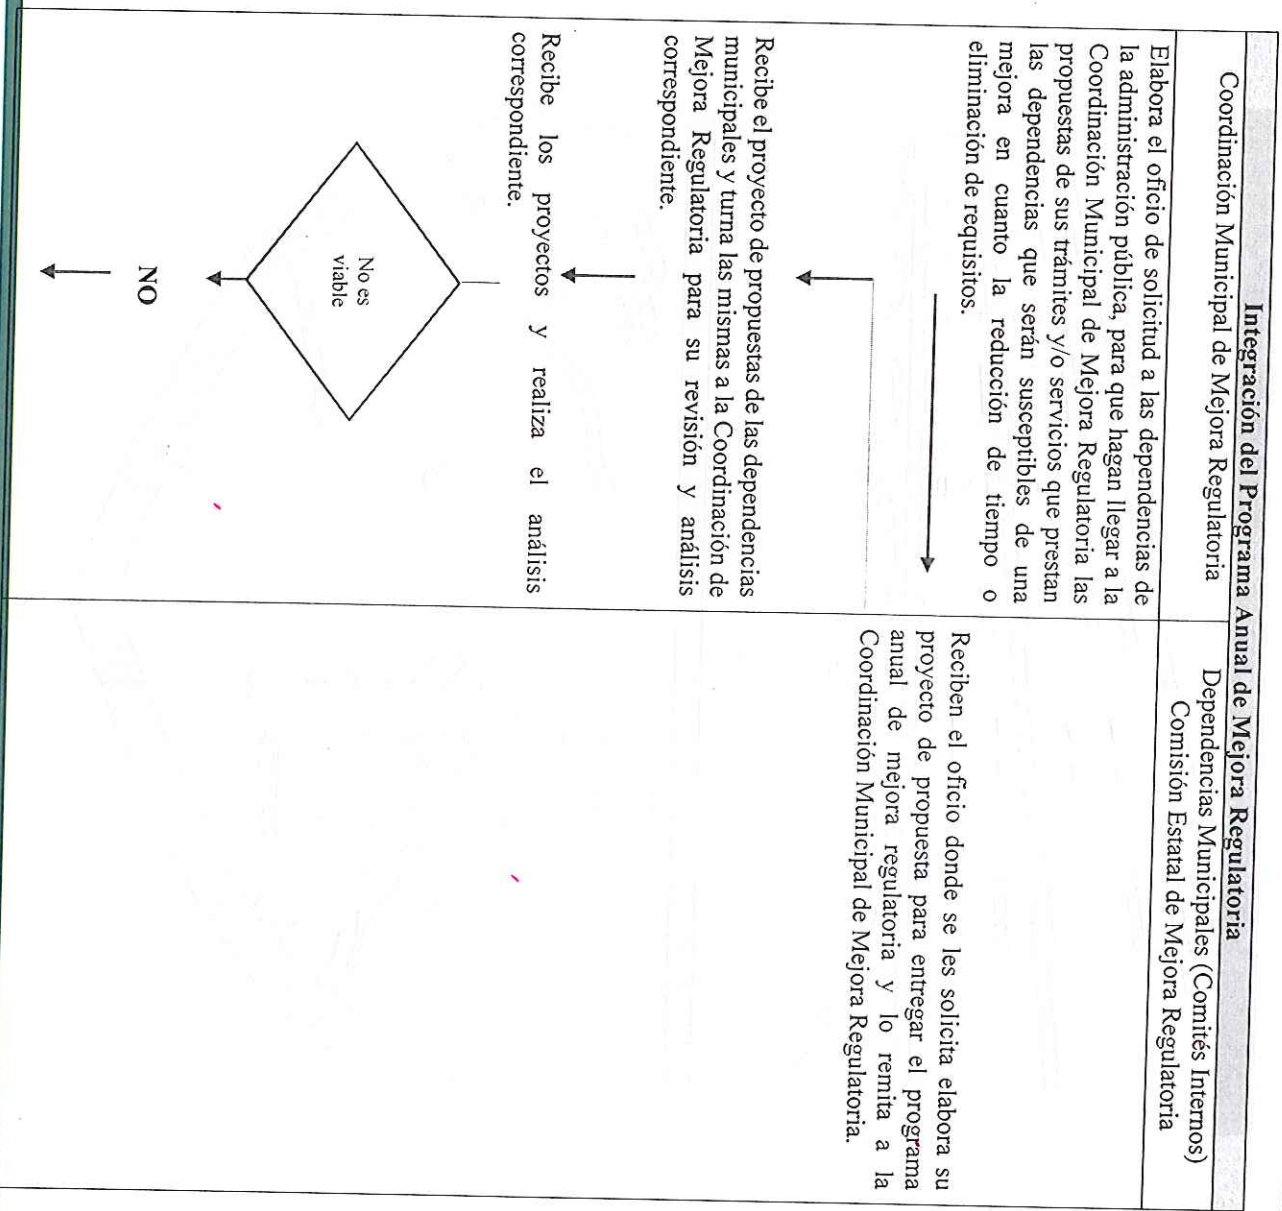 Integración del Programa Anual de Mejora Regulatoria
Coordinación Municipal de Mejora Regulatoria
Dependencias Municipales (Comités Internos)
Comisión Estatal de Mejora Regulatoria
Elabora el oficio de solicitud a las dependencias de
la administración pública, para que hagan llegar a la
Coordinación Municipal de Mejora Regulatoria las
propuestas de sus trámites y/o servicios que prestan
las dependencias que serán susceptibles de una
mejora en cuanto la reducción de tiempo o
eliminación de requisitos.
Reciben el oficio donde se les solicita elabora su
proyecto de propuesta para entregar el programa
anual de mejora regulatoria y lo remita a la
Coordinación Municipal de Mejora Regulatoria.
Recibe el proyecto de propuestas de las dependencias
municipales y turna las mismas a la Coordinación de
Mejora Regulatoria para su revisión y análisis
correspondiente.
Recibe los proyectos y realiza el análisis
correspondiente.
No es
viable
NO